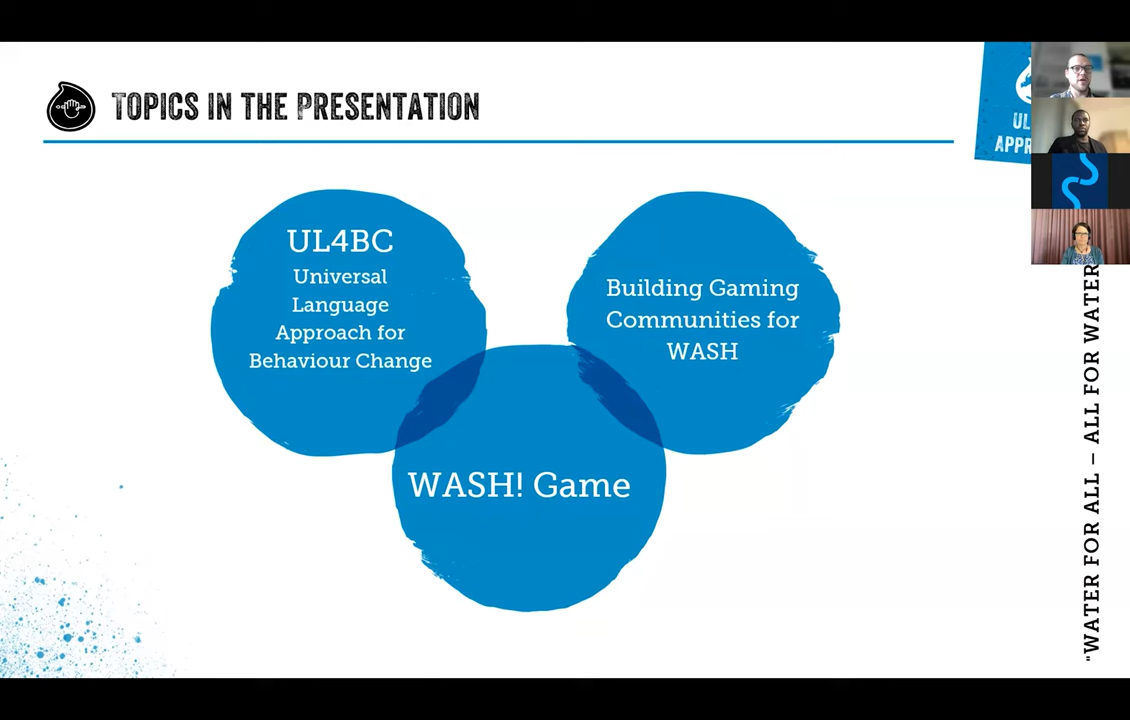 TOPICS IN THE PRESENTATION
UL4BC
Universal
Language
Approach for
Behaviour Change
Building Gaming
Communities for
WASH
WASH! Game
"WATER FOR ALL – ALL FOR WATER